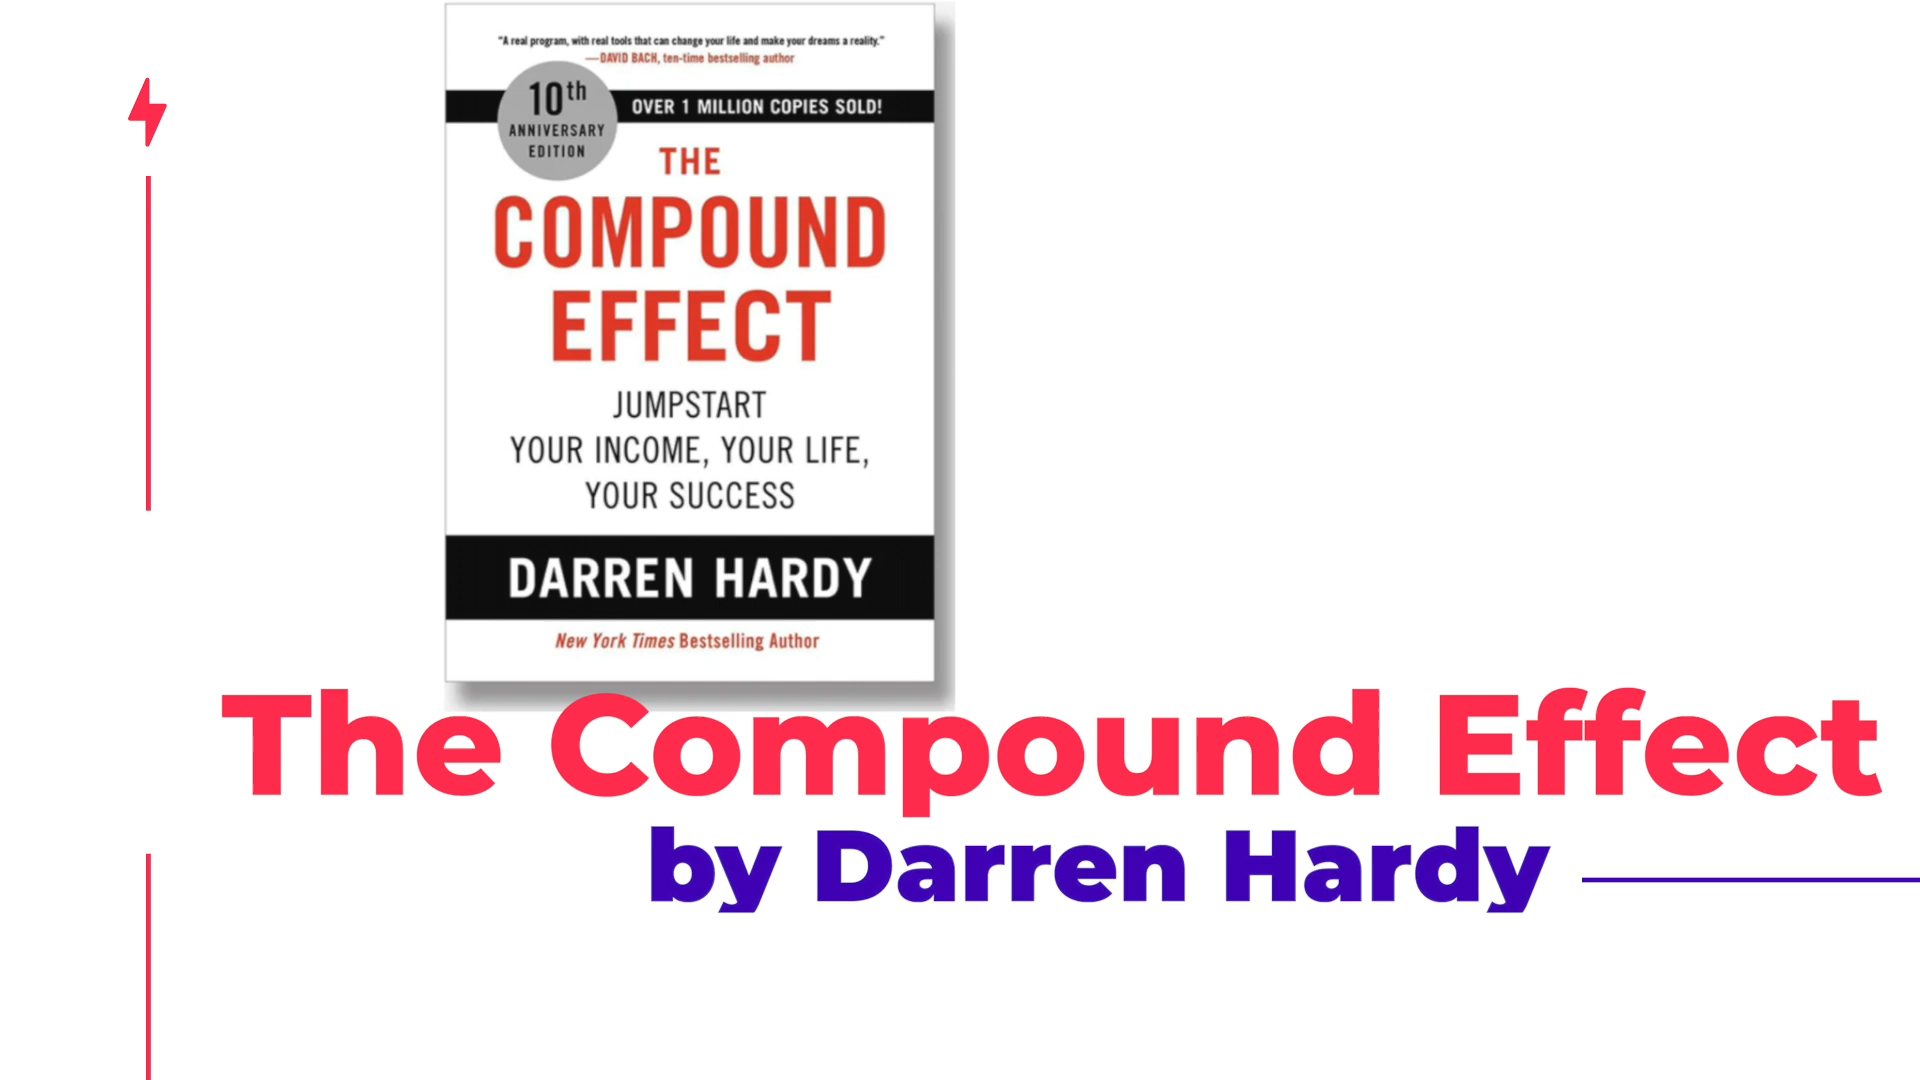 "A real program, with real tools that can change your life and make your dreams a reality."
—DAVID BACH, ten-time bestselling author
10th
ANNIVERSARY
EDITION
OVER 1 MILLION COPIES SOLD!
THE
COMPOUND
EFFECT
JUMPSTART
YOUR INCOME, YOUR LIFE,
YOUR SUCCESS
DARREN HARDY
New York Times Bestselling Author
The Compound Effect
by Darren Hardy